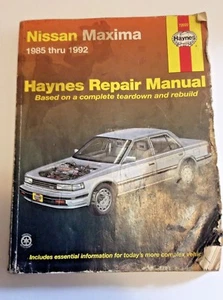 Haynes
Nissan Maxima
1985 thru 1992
Haynes Repair Manual
Based on a complete teardown and rebuild
Includes essential information for today's more complex